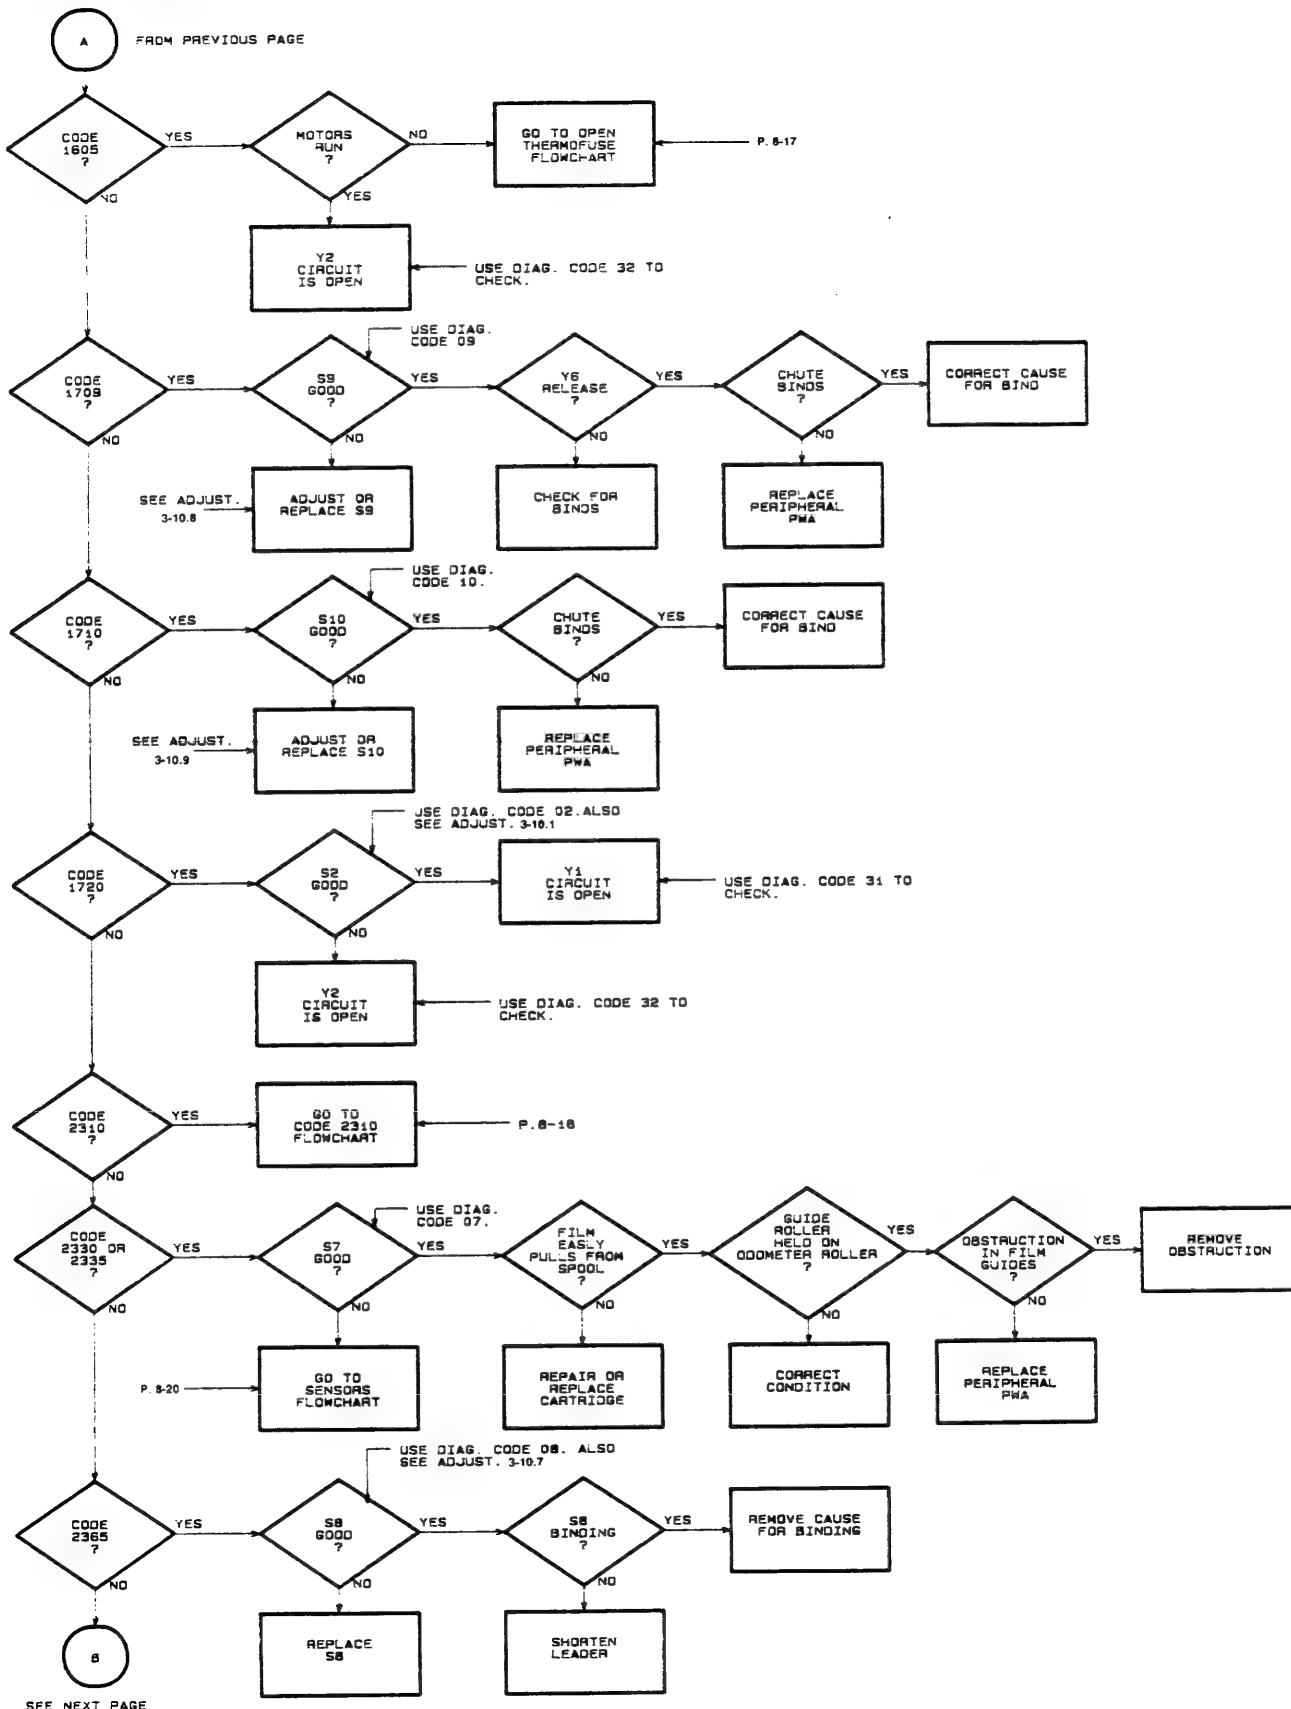 A
FROM PREVIOUS PAGE
CODE
1605
?
YES
NO
MOTORS
RUN
?
NO
YES
GO TO OPEN
THERMOFUSE
FLOWCHART
P. 8-17
Y2
CIRCUIT
IS OPEN
USE DIAG. CODE 32 TO
CHECK.
USE DIAG.
CODE 09
CODE
1709
?
YES
NO
S9
GOOD
?
YES
NO
Y6
RELEASE
?
YES
NO
CHUTE
BINDS
?
YES
NO
CORRECT CAUSE
FOR BIND
SEE ADJUST.
3-10.8
ADJUST OR
REPLACE S9
CHECK FOR
BINDS
REPLACE
PERIPHERAL
PWA
USE DIAG.
CODE 10.
CODE
1710
?
YES
NO
S10
GOOD
?
YES
NO
CHUTE
BINDS
?
YES
NO
CORRECT CAUSE
FOR BIND
SEE ADJUST.
3-10.9
ADJUST OR
REPLACE S10
REPLACE
PERIPHERAL
PWA
USE DIAG. CODE 02.ALSO
SEE ADJUST. 3-10.1
CODE
1720
?
YES
NO
S2
GOOD
?
YES
NO
Y1
CIRCUIT
IS OPEN
USE DIAG. CODE 31 TO
CHECK.
Y2
CIRCUIT
IS OPEN
USE DIAG. CODE 32 TO
CHECK.
CODE
2310
?
YES
NO
GO TO
CODE 2310
FLOWCHART
P.8-18
USE DIAG.
CODE 07.
CODE
2330 OR
2335
?
YES
NO
S7
GOOD
?
YES
NO
FILM
EASLY
PULLS FROM
SPOOL
?
YES
NO
GUIDE
ROLLER
HELD ON
ODOMETER ROLLER
?
YES
NO
OBSTRUCTION
IN FILM
GUIDES
?
YES
NO
REMOVE
OBSTRUCTION
P. 8-20
GO TO
SENSORS
FLOWCHART
REPAIR OR
REPLACE
CARTRIDGE
CORRECT
CONDITION
REPLACE
PERIPHERAL
PWA
USE DIAG. CODE 08. ALSO
SEE ADJUST. 3-10.7
CODE
2365
?
YES
NO
S8
GOOD
?
YES
NO
S8
BINDING
?
YES
NO
REMOVE CAUSE
FOR BINDING
REPLACE
S8
SHORTEN
LEADER
B
SEE NEXT PAGE